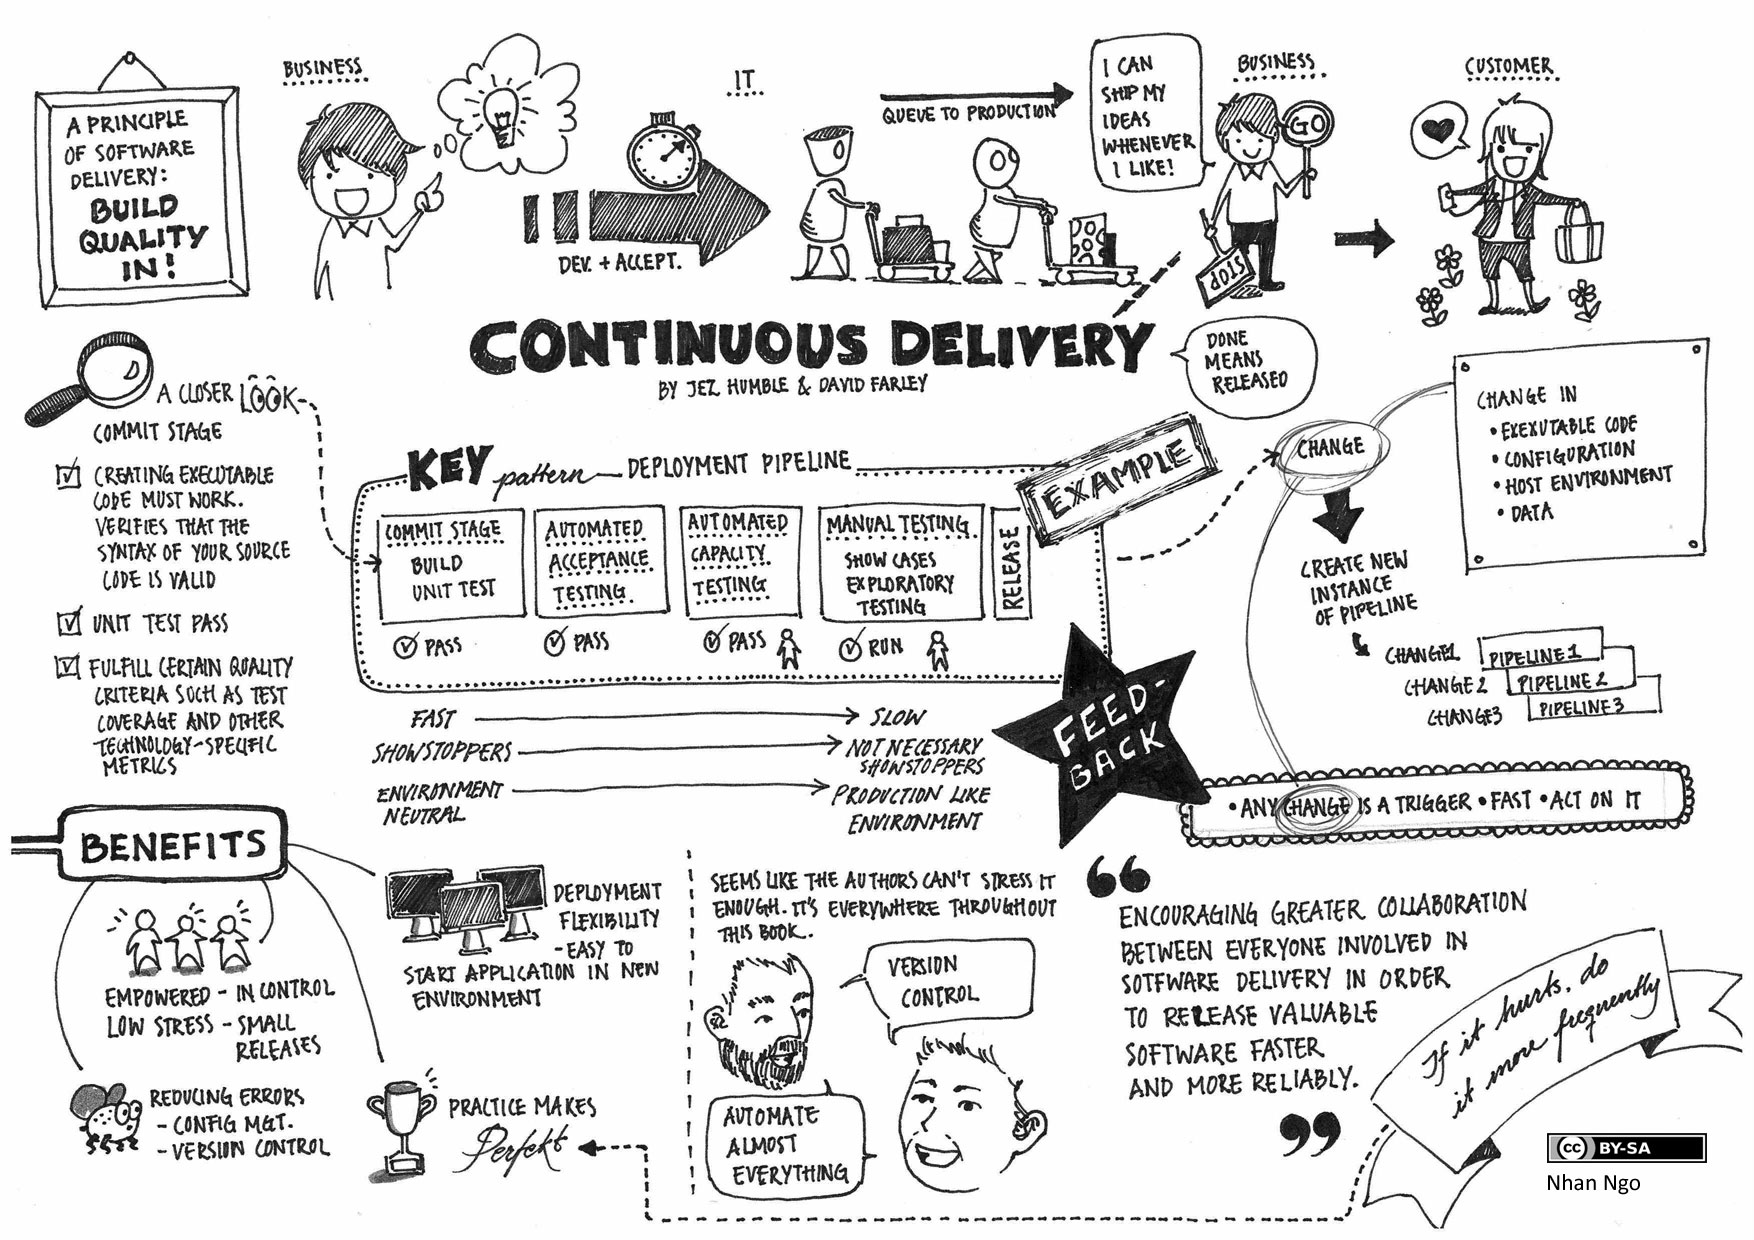 A PRINCIPLE
OF SOFTWARE
DELIVERY:
BUILD
QUALITY
IN!
BUSINESS
DEV. + ACCEPT.
IT
QUEUE TO PRODUCTION
I CAN
SHIP MY
IDEAS
WHENEVER
I LIKE!
BUSINESS
GO
STOP
CUSTOMER
CONTINUOUS DELIVERY
BY JEZ HUMBLE & DAVID FARLEY
DONE
MEANS
RELEASED
A CLOSER LOOK
COMMIT STAGE
CREATING EXECUTABLE
CODE MUST WORK.
VERIFIES THAT THE
SYNTAX OF YOUR SOURCE
CODE IS VALID
UNIT TEST PASS
FULFILL CERTAIN QUALITY
CRITERIA SUCH AS TEST
COVERAGE AND OTHER
TECHNOLOGY-SPECIFIC
METRICS
KEY pattern DEPLOYMENT PIPELINE
EXAMPLE
COMMIT STAGE
BUILD
UNIT TEST
PASS
AUTOMATED
ACCEPTANCE
TESTING.
PASS
AUTOMATED
CAPACITY
TESTING
PASS
MANUAL TESTING
SHOW CASES
EXPLORATORY
TESTING
RUN
RELEASE
FAST SLOW
SHOWSTOPPERS NOT NECESSARY
SHOWSTOPPERS
ENVIRONMENT PRODUCTION LIKE
NEUTRAL ENVIRONMENT
FEED-
BACK
CHANGE
CHANGE IN
• EXEXUTABLE CODE
• CONFIGURATION
• HOST ENVIRONMENT
• DATA
CREATE NEW
INSTANCE
OF PIPELINE
CHANGE1 PIPELINE1
CHANGE2 PIPELINE2
CHANGE3 PIPELINE3
• ANY CHANGE IS A TRIGGER • FAST • ACT ON IT
BENEFITS
EMPOWERED - IN CONTROL
LOW STRESS - SMALL
RELEASES
REDUCING ERRORS
- CONFIG MGT.
- VERSION CONTROL
DEPLOYMENT
FLEXIBILITY
- EASY TO
START APPLICATION IN NEW
ENVIRONMENT
PRACTICE MAKES
Perfekt
SEEMS LIKE THE AUTHORS CAN'T STRESS IT
ENOUGH. IT'S EVERYWHERE THROUGHOUT
THIS BOOK.
VERSION
CONTROL
AUTOMATE
ALMOST
EVERYTHING
“
ENCOURAGING GREATER COLLABORATION
BETWEEN EVERYONE INVOLVED IN
SOTFWARE DELIVERY IN ORDER
TO RELEASE VALUABLE
SOFTWARE FASTER
AND MORE RELIABLY.
”
If it hurts, do
it more frequently
cc BY-SA
Nhan Ngo